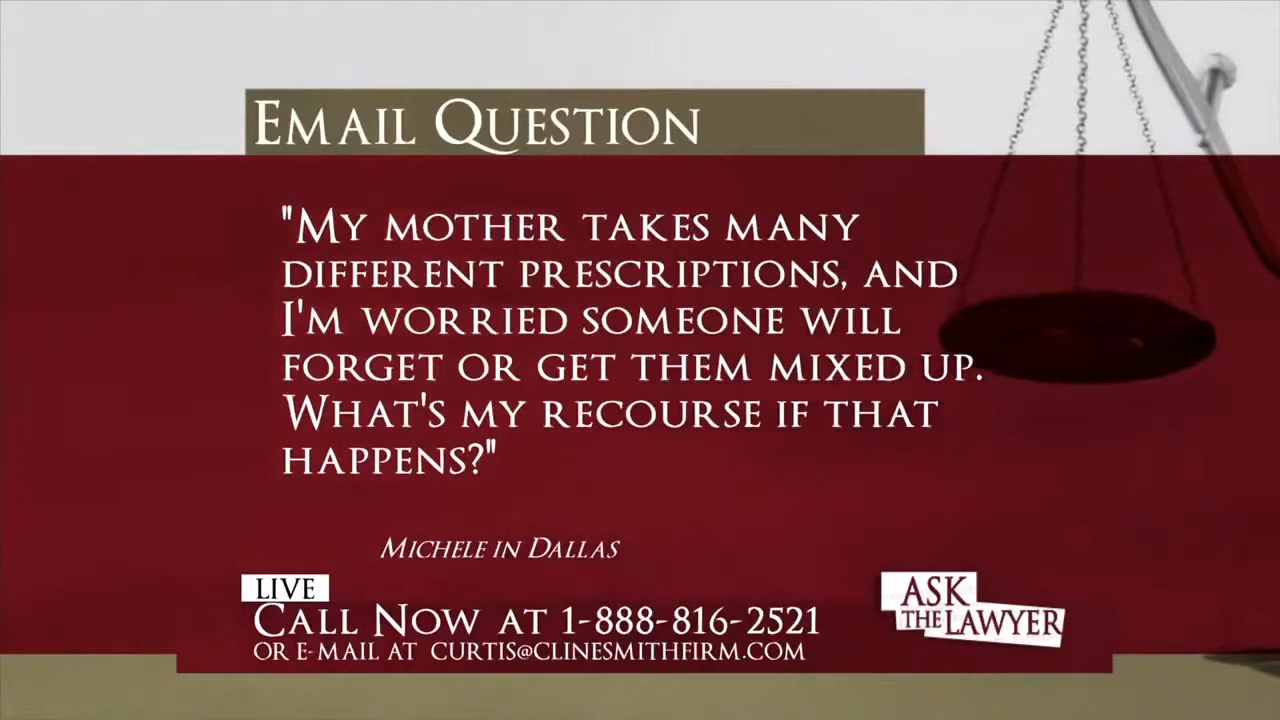 EMAIL QUESTION
"MY MOTHER TAKES MANY
DIFFERENT PRESCRIPTIONS, AND
I'M WORRIED SOMEONE WILL
FORGET OR GET THEM MIXED UP.
WHAT'S MY RECOURSE IF THAT
HAPPENS?"
MICHELE IN DALLAS
LIVE
CALL NOW AT 1-888-816-2521
OR E-MAIL AT CURTIS@CLINESMITHFIRM.COM
ASK
THE LAWYER